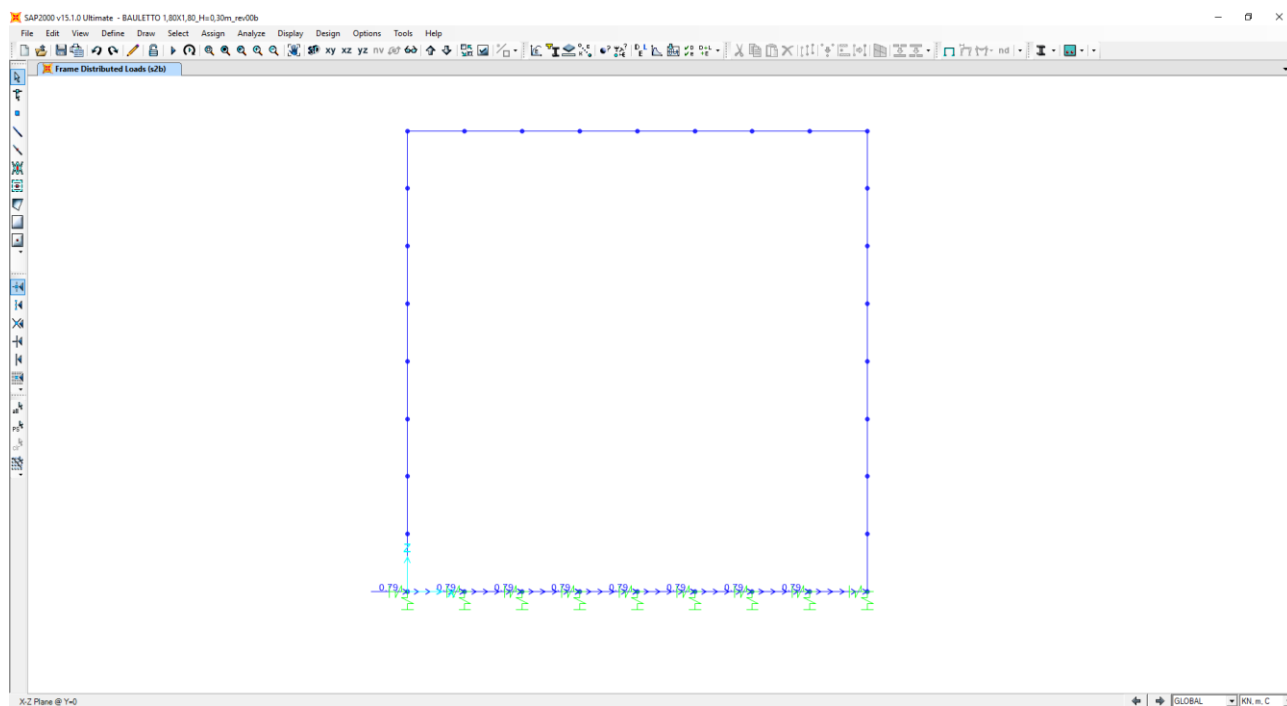 SAP2000 v15.1.0 Ultimate - BAULETTO 1,80X1,80_H=0,30m_rev00b
File Edit View Define Draw Select Assign Analyze Display Design Options Tools Help
xy xz yz nv nd
Frame Distributed Loads (s2b)
Z
0.79 0.79 0.79 0.79 0.79 0.79 0.79 0.79
X-Z Plane @ Y=0
GLOBAL
KN, m, C